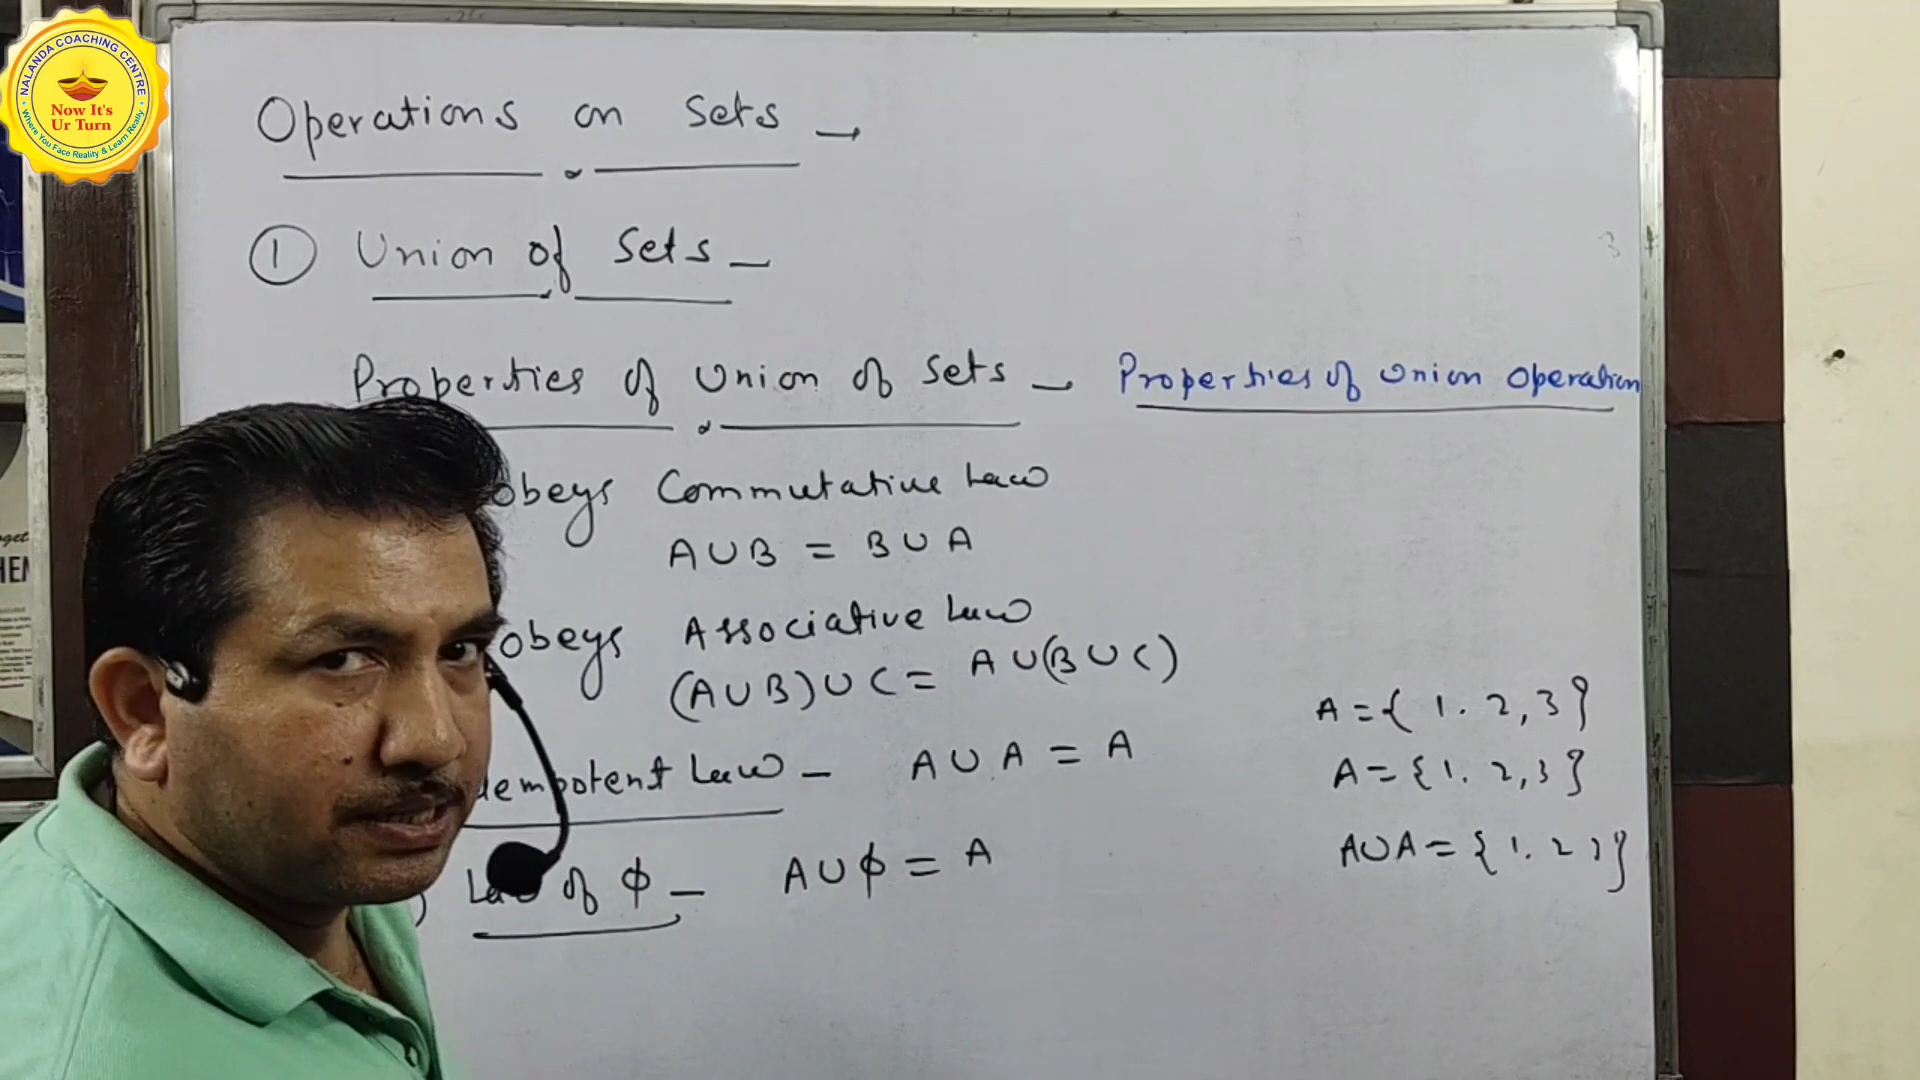 NALANDA COACHING CENTRE
Now It's
Ur Turn
Where You Face Reality & Learn Really
Operations on Sets
① Union of Sets
Properties of Union of Sets
Properties of Union Operation
obeys Commutative Law
A∪B = B∪A
obeys Associative Law
(A∪B)∪C = A∪(B∪C)
dempotent Law – A∪A = A
Law of ϕ – A∪ϕ = A
A = { 1. 2, 3 }
A = { 1. 2, 3 }
A∪A = { 1. 2 3 }